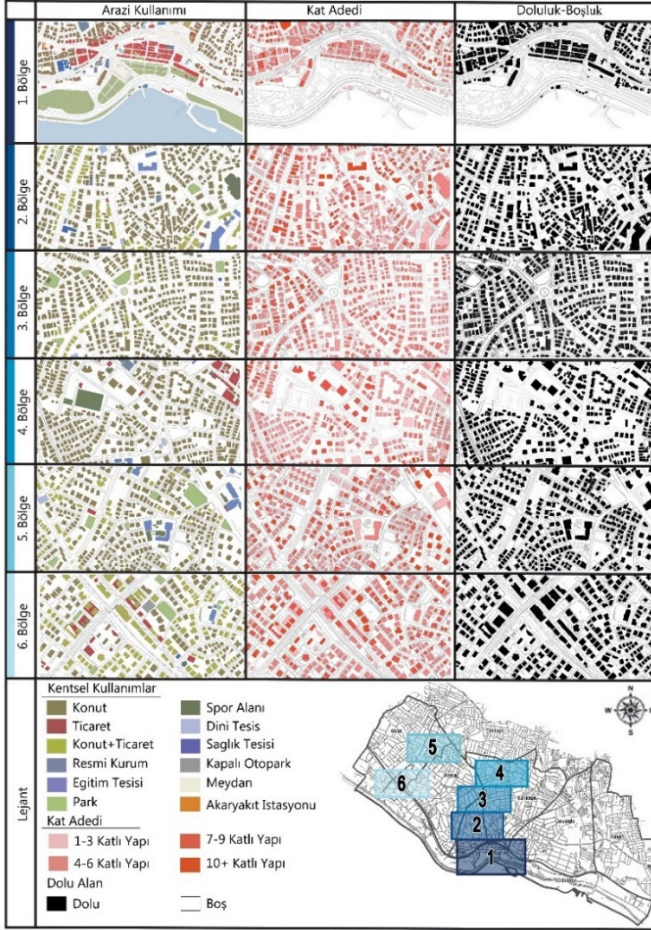 Arazi Kullanımı
Kat Adedi
Doluluk-Boşluk
1. Bölge
2. Bölge
3. Bölge
4. Bölge
5. Bölge
6. Bölge
Lejant
Kentsel Kullanımlar
Konut
Ticaret
Konut+Ticaret
Resmi Kurum
Egitim Tesisi
Park
Spor Alanı
Dini Tesis
Saglık Tesisi
Kapalı Otopark
Meydan
Akaryakıt Istasyonu
Kat Adedi
1-3 Katlı Yapı
4-6 Katlı Yapı
7-9 Katlı Yapı
10+ Katlı Yapı
Dolu Alan
Dolu
Boş
N
W
E
S
5
6
4
3
2
1